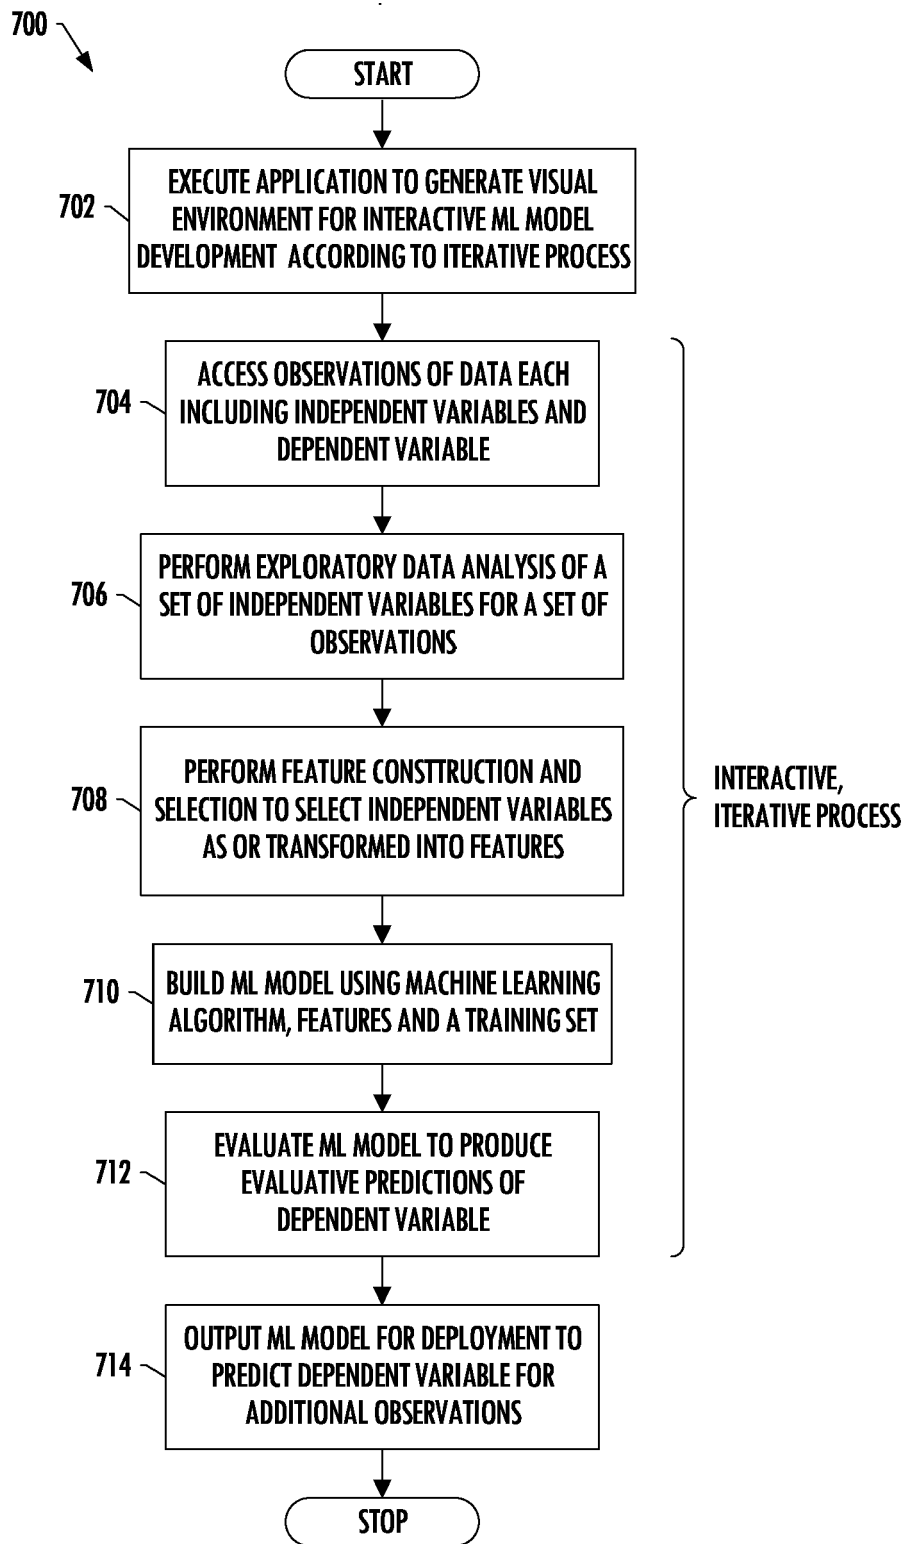 700
START
702
EXECUTE APPLICATION TO GENERATE VISUAL
ENVIRONMENT FOR INTERACTIVE ML MODEL
DEVELOPMENT ACCORDING TO ITERATIVE PROCESS
704
ACCESS OBSERVATIONS OF DATA EACH
INCLUDING INDEPENDENT VARIABLES AND
DEPENDENT VARIABLE
706
PERFORM EXPLORATORY DATA ANALYSIS OF A
SET OF INDEPENDENT VARIABLES FOR A SET OF
OBSERVATIONS
708
PERFORM FEATURE CONSTTRUCTION AND
SELECTION TO SELECT INDEPENDENT VARIABLES
AS OR TRANSFORMED INTO FEATURES
INTERACTIVE,
ITERATIVE PROCESS
710
BUILD ML MODEL USING MACHINE LEARNING
ALGORITHM, FEATURES AND A TRAINING SET
712
EVALUATE ML MODEL TO PRODUCE
EVALUATIVE PREDICTIONS OF
DEPENDENT VARIABLE
714
OUTPUT ML MODEL FOR DEPLOYMENT TO
PREDICT DEPENDENT VARIABLE FOR
ADDITIONAL OBSERVATIONS
STOP